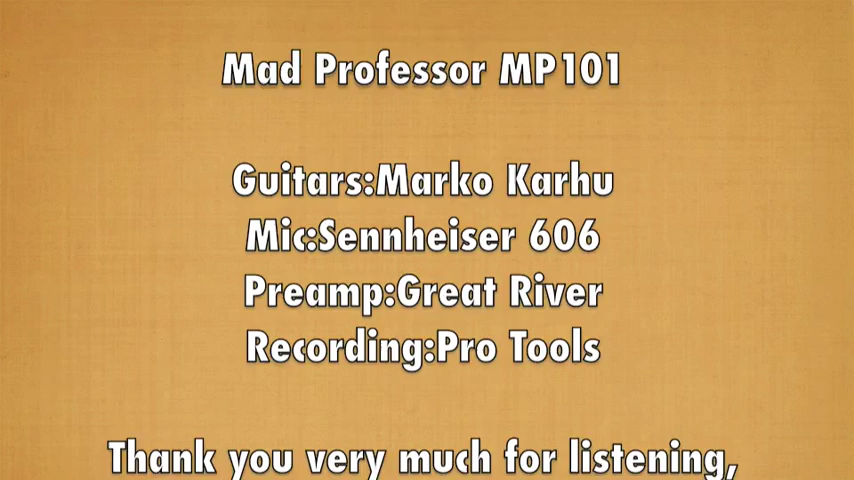 Mad Professor MP101
Guitars:Marko Karhu
Mic:Sennheiser 606
Preamp:Great River
Recording:Pro Tools
Thank you very much for listening,